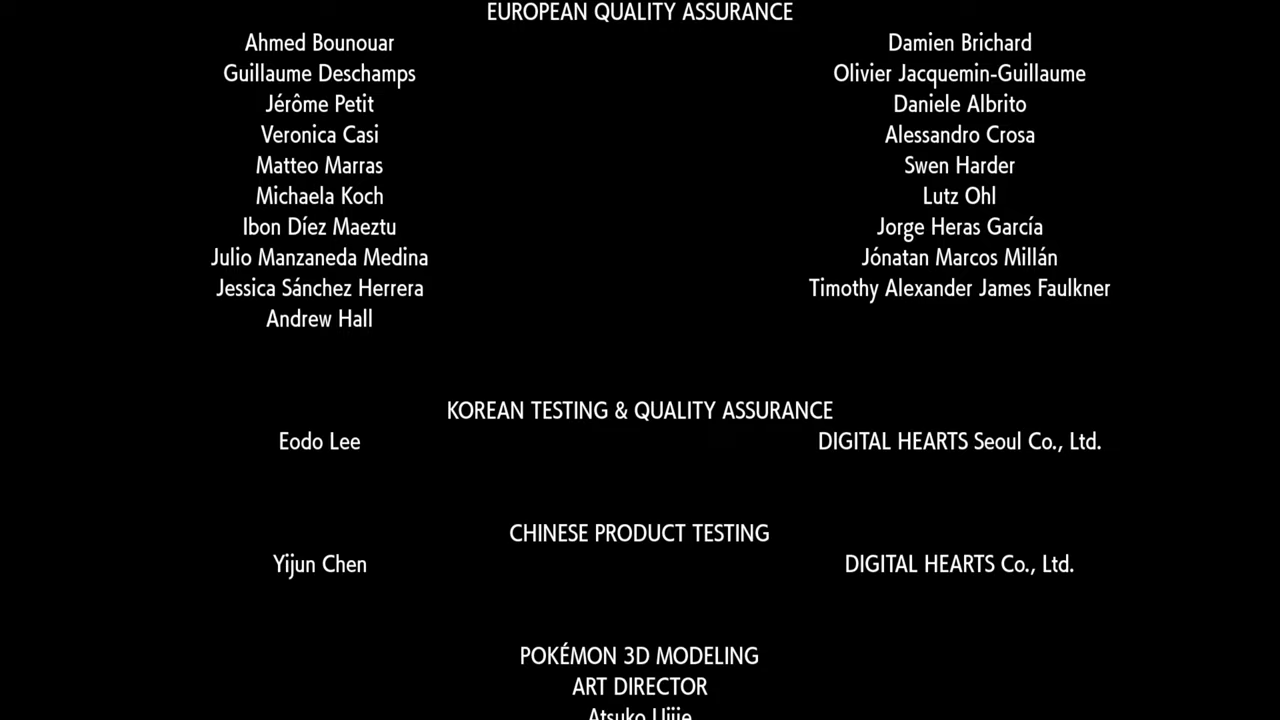 EUROPEAN QUALITY ASSURANCE
Ahmed Bounouar Damien Brichard
Guillaume Deschamps Olivier Jacquemin-Guillaume
Jérôme Petit Daniele Albrito
Veronica Casi Alessandro Crosa
Matteo Marras Swen Harder
Michaela Koch Lutz Ohl
Ibon Díez Maeztu Jorge Heras García
Julio Manzaneda Medina Jónatan Marcos Millán
Jessica Sánchez Herrera Timothy Alexander James Faulkner
Andrew Hall
KOREAN TESTING & QUALITY ASSURANCE
Eodo Lee DIGITAL HEARTS Seoul Co., Ltd.
CHINESE PRODUCT TESTING
Yijun Chen DIGITAL HEARTS Co., Ltd.
POKÉMON 3D MODELING
ART DIRECTOR
Atsuko Ujiie